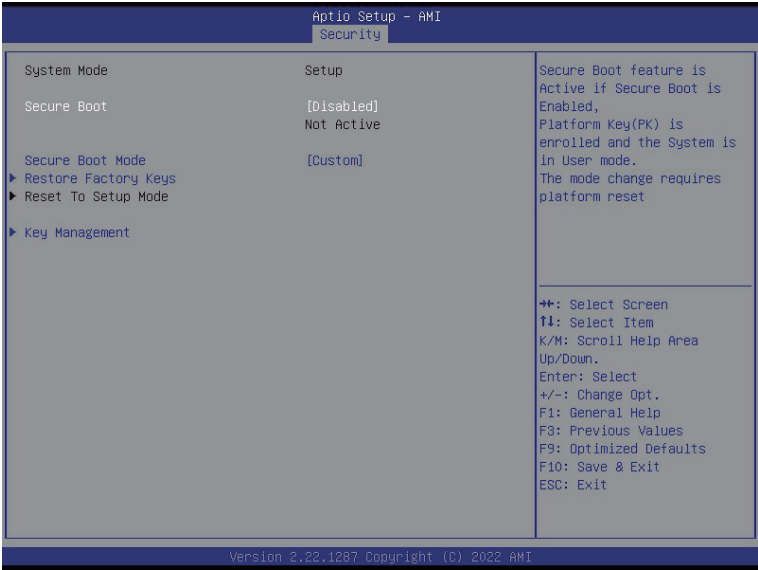 Aptio Setup – AMI
Security
System Mode Setup
Secure Boot [Disabled]
Not Active
Secure Boot Mode [Custom]
Restore Factory Keys
Reset To Setup Mode
Key Management
Secure Boot feature is
Active if Secure Boot is
Enabled,
Platform Key(PK) is
enrolled and the System is
in User mode.
The mode change requires
platform reset
→←: Select Screen
↑↓: Select Item
K/M: Scroll Help Area
Up/Down.
Enter: Select
+/-: Change Opt.
F1: General Help
F3: Previous Values
F9: Optimized Defaults
F10: Save & Exit
ESC: Exit
Version 2.22.1287 Copyright (C) 2022 AMI